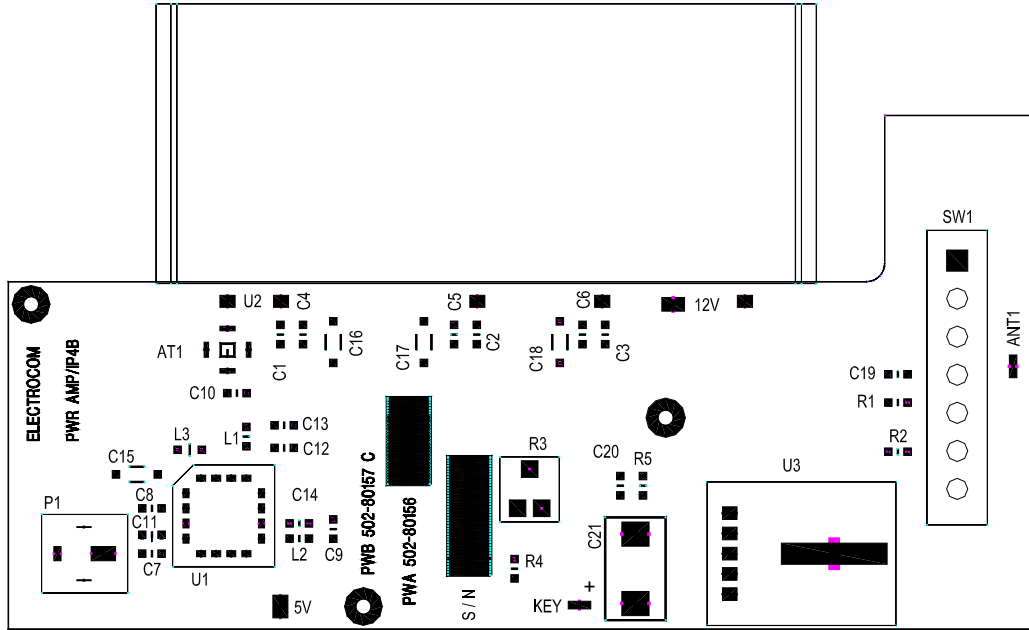 SW1
U2
C4
C5
C6
12V
ANT1
AT1
C1
C16
C17
C2
C18
C3
ELECTROCOM
PWR AMP/IP4B
C10
C19
R1
L3
L1
C13
C12
R3
R2
C15
C20
R5
U3
P1
C8
C11
C14
PWB 502-80157 C
C21
C7
U1
L2
C9
PWA 502-80156
R4
5V
S / N
KEY
+